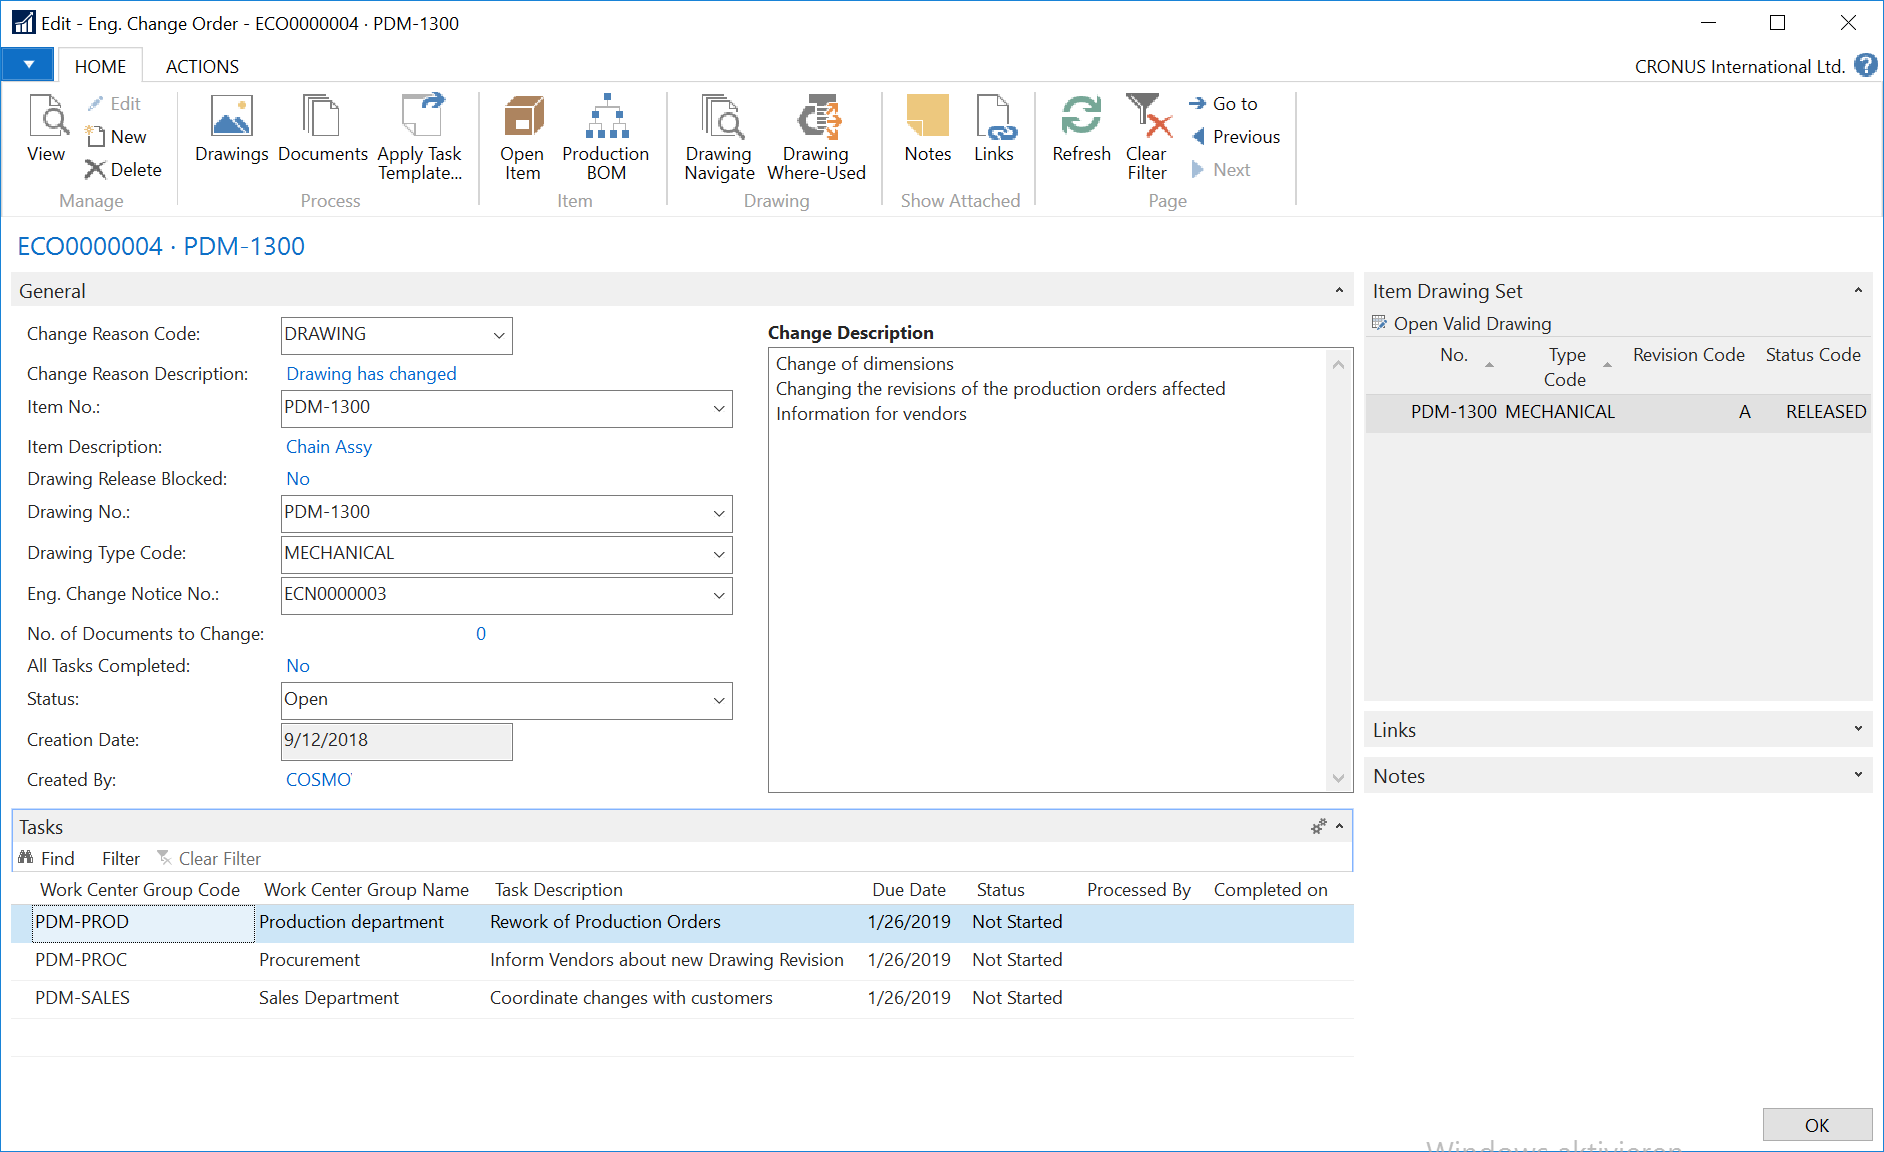 Edit - Eng. Change Order - ECO0000004 · PDM-1300
HOME
ACTIONS
CRONUS International Ltd.
?
View
Edit
New
Delete
Manage
Drawings
Documents
Apply Task
Template...
Process
Open
Item
Production
BOM
Item
Drawing
Navigate
Drawing
Where-Used
Drawing
Notes
Links
Show Attached
Refresh
Clear
Filter
Go to
Previous
Next
Page
ECO0000004 · PDM-1300
General
Change Reason Code: DRAWING
Change Reason Description: Drawing has changed
Item No.: PDM-1300
Item Description: Chain Assy
Drawing Release Blocked: No
Drawing No.: PDM-1300
Drawing Type Code: MECHANICAL
Eng. Change Notice No.: ECN0000003
No. of Documents to Change: 0
All Tasks Completed: No
Status: Open
Creation Date: 9/12/2018
Created By: COSMO
Change Description
Change of dimensions
Changing the revisions of the production orders affected
Information for vendors
Item Drawing Set
Open Valid Drawing
No. Type Code Revision Code Status Code
PDM-1300 MECHANICAL A RELEASED
Links
Notes
Tasks
Find Filter Clear Filter
Work Center Group Code Work Center Group Name Task Description Due Date Status Processed By Completed on
PDM-PROD Production department Rework of Production Orders 1/26/2019 Not Started
PDM-PROC Procurement Inform Vendors about new Drawing Revision 1/26/2019 Not Started
PDM-SALES Sales Department Coordinate changes with customers 1/26/2019 Not Started
OK
Windows aktivieren